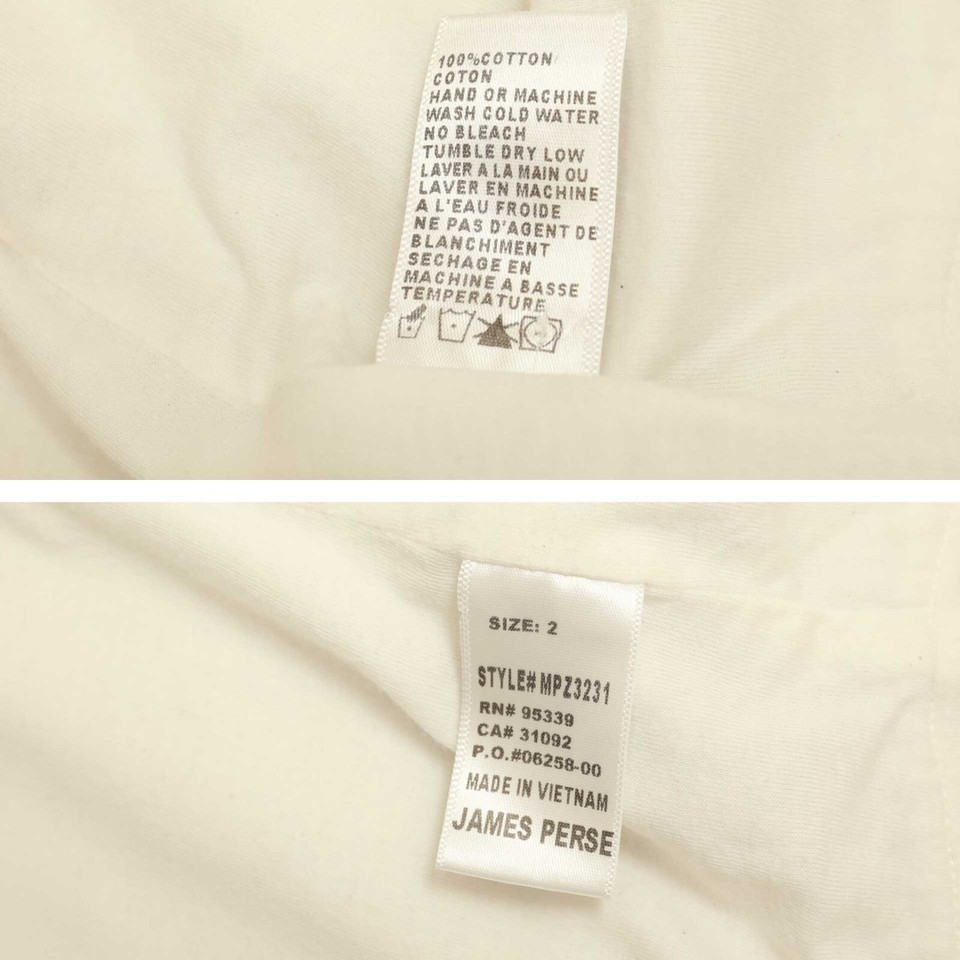 100%COTTON
COTON
HAND OR MACHINE
WASH COLD WATER
NO BLEACH
TUMBLE DRY LOW
LAVER A LA MAIN OU
LAVER EN MACHINE
A L'EAU FROIDE
NE PAS D'AGENT DE
BLANCHIMENT
SECHAGE EN
MACHINE A BASSE
TEMPERATURE
SIZE: 2
STYLE# MPZ3231
RN# 95339
CA# 31092
P.O.#06258-00
MADE IN VIETNAM
JAMES PERSE